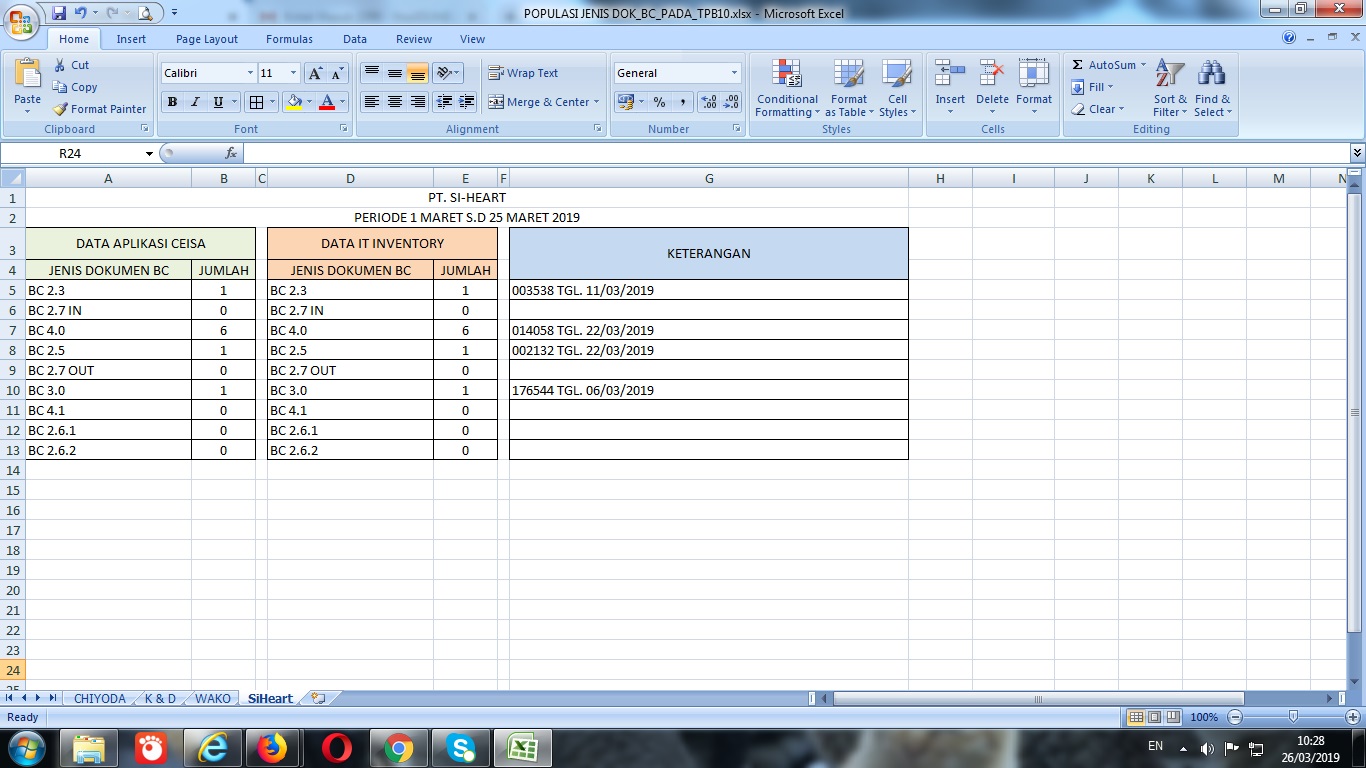 POPULASI JENIS DOK_BC_PADA_TPB10.xlsx - Microsoft Excel
Home Insert Page Layout Formulas Data Review View
Paste Cut Copy Format Painter Clipboard
Calibri 11 B I U Font
Wrap Text Merge & Center Alignment
General % , Number
Conditional Formatting Format as Table Cell Styles Styles
Insert Delete Format Cells
AutoSum Fill Clear Sort & Filter Find & Select Editing
R24 fx
A B C D E F G H I J K L M N
1 PT. SI-HEART
2 PERIODE 1 MARET S.D 25 MARET 2019
3 DATA APLIKASI CEISA DATA IT INVENTORY KETERANGAN
4 JENIS DOKUMEN BC JUMLAH JENIS DOKUMEN BC JUMLAH
5 BC 2.3 1 BC 2.3 1 003538 TGL. 11/03/2019
6 BC 2.7 IN 0 BC 2.7 IN 0
7 BC 4.0 6 BC 4.0 6 014058 TGL. 22/03/2019
8 BC 2.5 1 BC 2.5 1 002132 TGL. 22/03/2019
9 BC 2.7 OUT 0 BC 2.7 OUT 0
10 BC 3.0 1 BC 3.0 1 176544 TGL. 06/03/2019
11 BC 4.1 0 BC 4.1 0
12 BC 2.6.1 0 BC 2.6.1 0
13 BC 2.6.2 0 BC 2.6.2 0
14
15
16
17
18
19
20
21
22
23
24
25
CHIYODA K & D WAKO SiHeart
Ready 100%
EN 10:28
26/03/2019